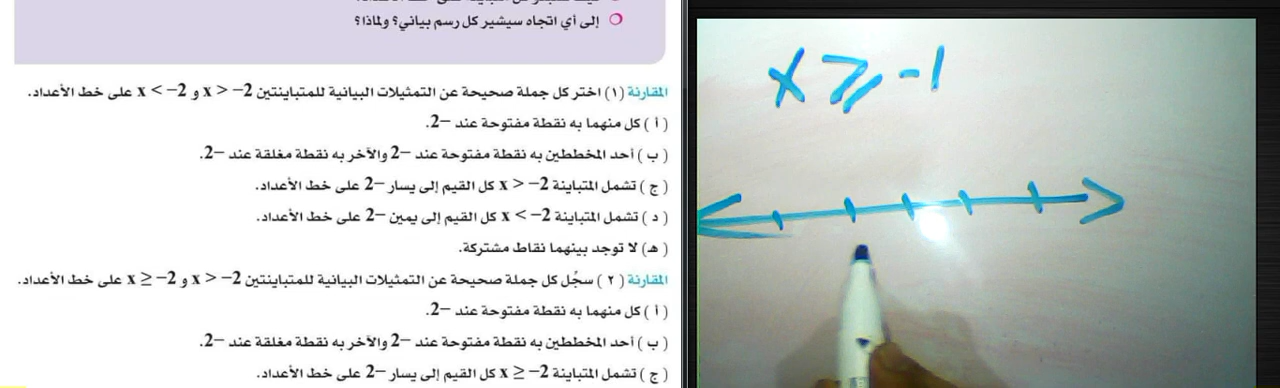 إلى أي اتجاه سيشير كل رسم بياني؟ ولماذا؟
المقارنة (١) اختر كل جملة صحيحة عن التمثيلات البيانية للمتباينتين x > −2 و x < −2 على خط الأعداد.
( أ ) كل منهما به نقطة مفتوحة عند −2.
( ب ) أحد المخططين به نقطة مفتوحة عند −2 والآخر به نقطة مغلقة عند −2.
( ج ) تشمل المتباينة x > −2 كل القيم إلى يسار −2 على خط الأعداد.
( د ) تشمل المتباينة x < −2 كل القيم إلى يمين −2 على خط الأعداد.
( هـ ) لا توجد بينهما نقاط مشتركة.
المقارنة ( ٢ ) سجُل كل جملة صحيحة عن التمثيلات البيانية للمتباينتين x > −2 و x ≥ −2 على خط الأعداد.
( أ ) كل منهما به نقطة مفتوحة عند −2.
( ب ) أحد المخططين به نقطة مفتوحة عند −2 والآخر به نقطة مغلقة عند −2.
( ج ) تشمل المتباينة x ≥ −2 كل القيم إلى يسار −2 على خط الأعداد.
x ≥ -1